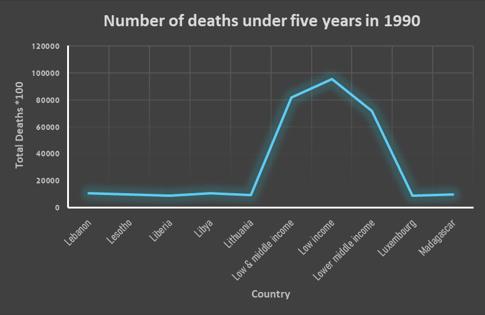 Number of deaths under five years in 1990
120000
100000
80000
60000
40000
20000
0
Total Deaths *100
Lebanon
Lesotho
Liberia
Libya
Lithuania
Low & middle income
Low income
Lower middle income
Luxembourg
Madagascar
Country